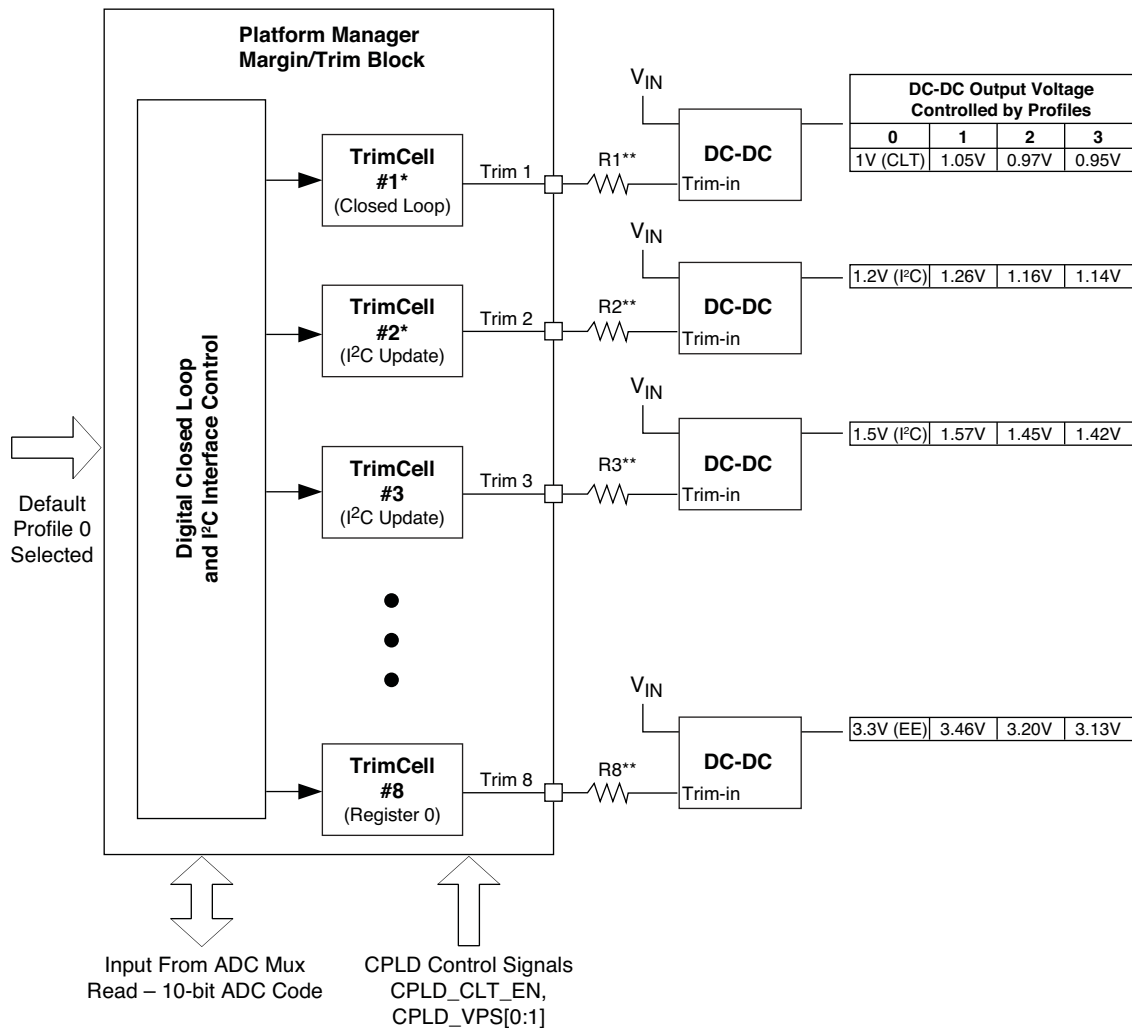 Platform Manager
Margin/Trim Block
Digital Closed Loop
and I²C Interface Control
Default
Profile 0
Selected
TrimCell
#1*
(Closed Loop)
Trim 1
R1**
VIN
DC-DC
Trim-in
DC-DC Output Voltage
Controlled by Profiles
0 1 2 3
1V (CLT) 1.05V 0.97V 0.95V
TrimCell
#2*
(I²C Update)
Trim 2
R2**
VIN
DC-DC
Trim-in
1.2V (I²C) 1.26V 1.16V 1.14V
TrimCell
#3
(I²C Update)
Trim 3
R3**
VIN
DC-DC
Trim-in
1.5V (I²C) 1.57V 1.45V 1.42V
TrimCell
#8
(Register 0)
Trim 8
R8**
VIN
DC-DC
Trim-in
3.3V (EE) 3.46V 3.20V 3.13V
Input From ADC Mux
Read – 10-bit ADC Code
CPLD Control Signals
CPLD_CLT_EN,
CPLD_VPS[0:1]